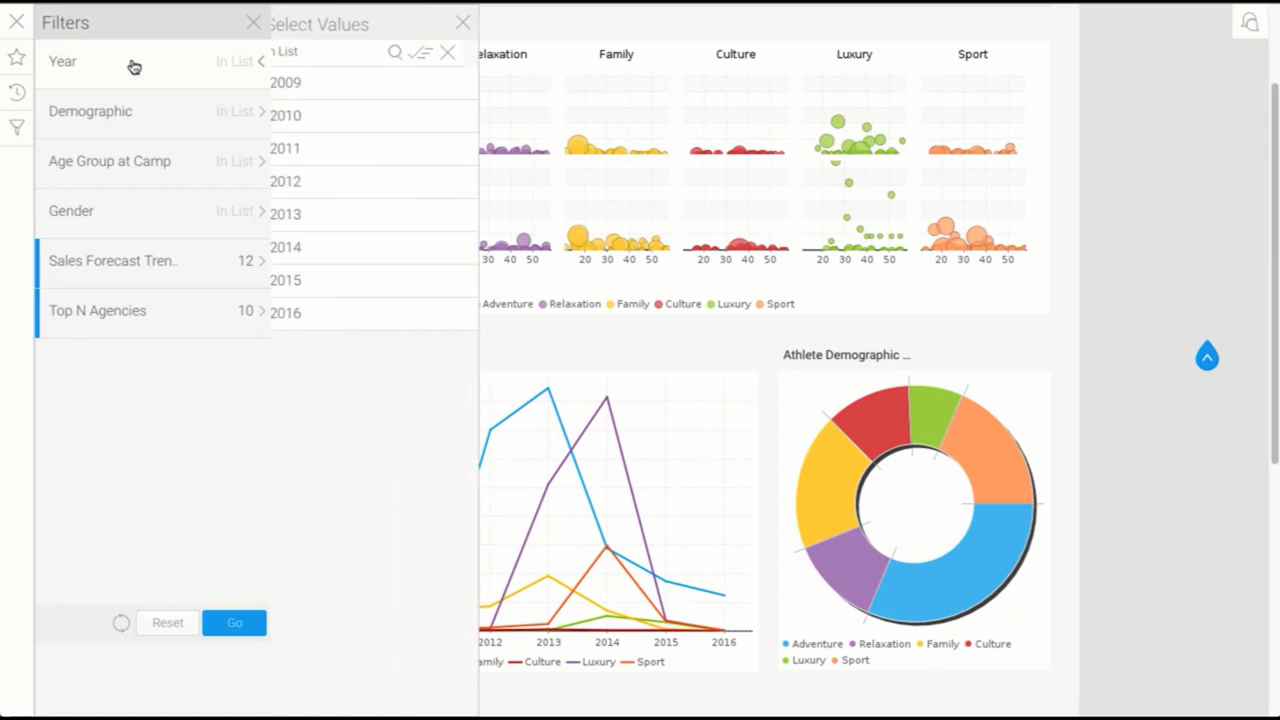 Filters
Year In List
Demographic In List
Age Group at Camp In List
Gender In List
Sales Forecast Tren.. 12
Top N Agencies 10
Reset Go
Select Values
n List
2009
2010
2011
2012
2013
2014
2015
2016
elaxation Family Culture Luxury Sport
30 40 50 20 30 40 50 20 30 40 50 20 30 40 50 20 30 40 50
Adventure Relaxation Family Culture Luxury Sport
2012 2013 2014 2015 2016
amily Culture Luxury Sport
Athlete Demographic ...
Adventure Relaxation Family Culture
Luxury Sport